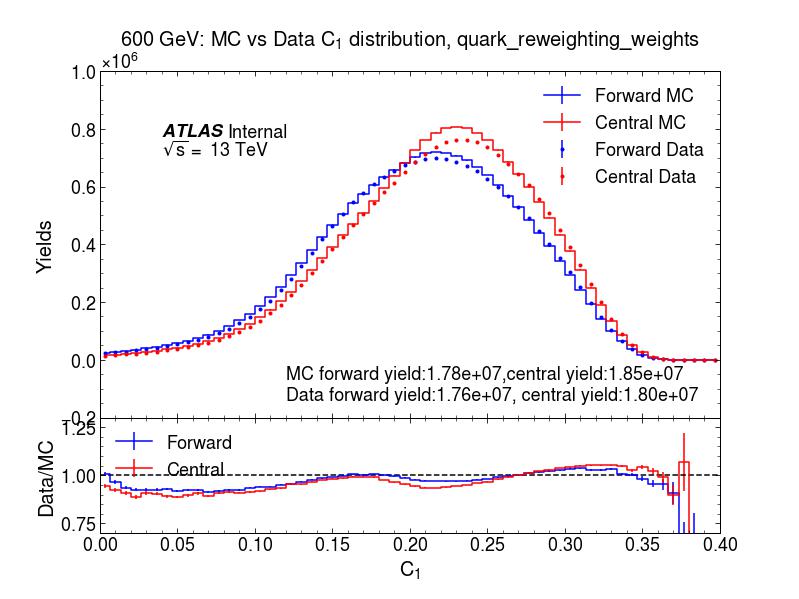 600 GeV: MC vs Data C₁ distribution, quark_reweighting_weights
×10⁶
1.0
0.8
0.6
0.4
0.2
0.0
0.2
Yields
ATLAS Internal
√s = 13 TeV
Forward MC
Central MC
Forward Data
Central Data
MC forward yield:1.78e+07,central yield:1.85e+07
Data forward yield:1.76e+07, central yield:1.80e+07
1.25
1.00
0.75
Data/MC
Forward
Central
0.00 0.05 0.10 0.15 0.20 0.25 0.30 0.35 0.40
C₁